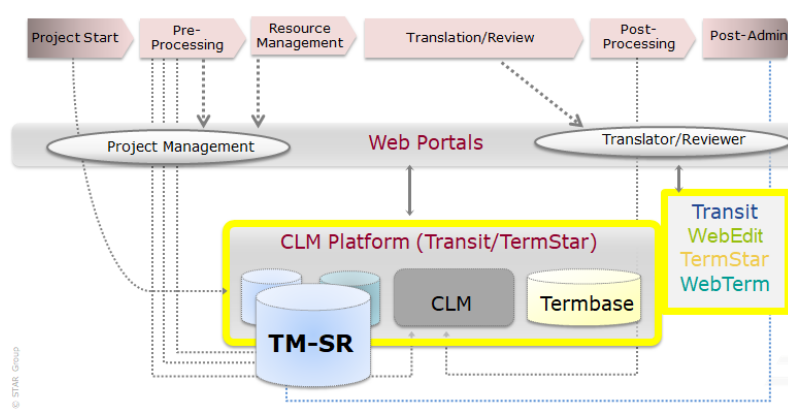 Project Start
Pre-
Processing
Resource
Management
Translation/Review
Post-
Processing
Post-Admin
Project Management
Web Portals
Translator/Reviewer
CLM Platform (Transit/TermStar)
Transit
WebEdit
TermStar
WebTerm
CLM
Termbase
TM-SR
© STAR Group